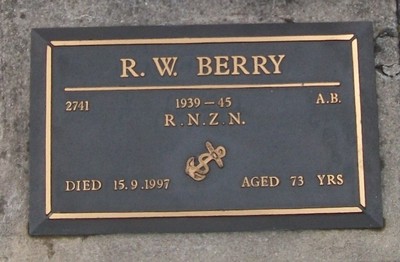 R. W. BERRY
2741 1939 - 45 A.B.
R. N. Z. N.
DIED 15.9.1997 AGED 73 YRS